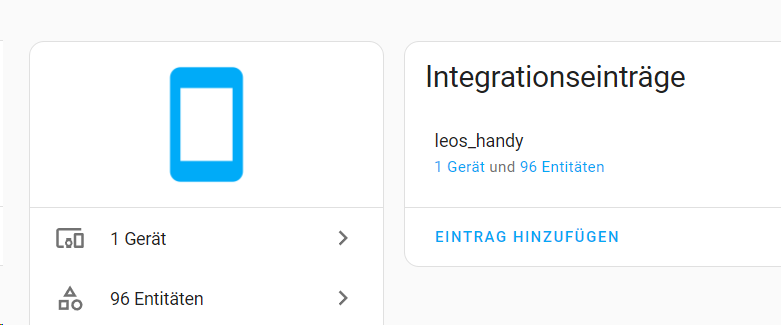 1 Gerät
96 Entitäten
Integrationseinträge
leos_handy
1 Gerät und 96 Entitäten
EINTRAG HINZUFÜGEN